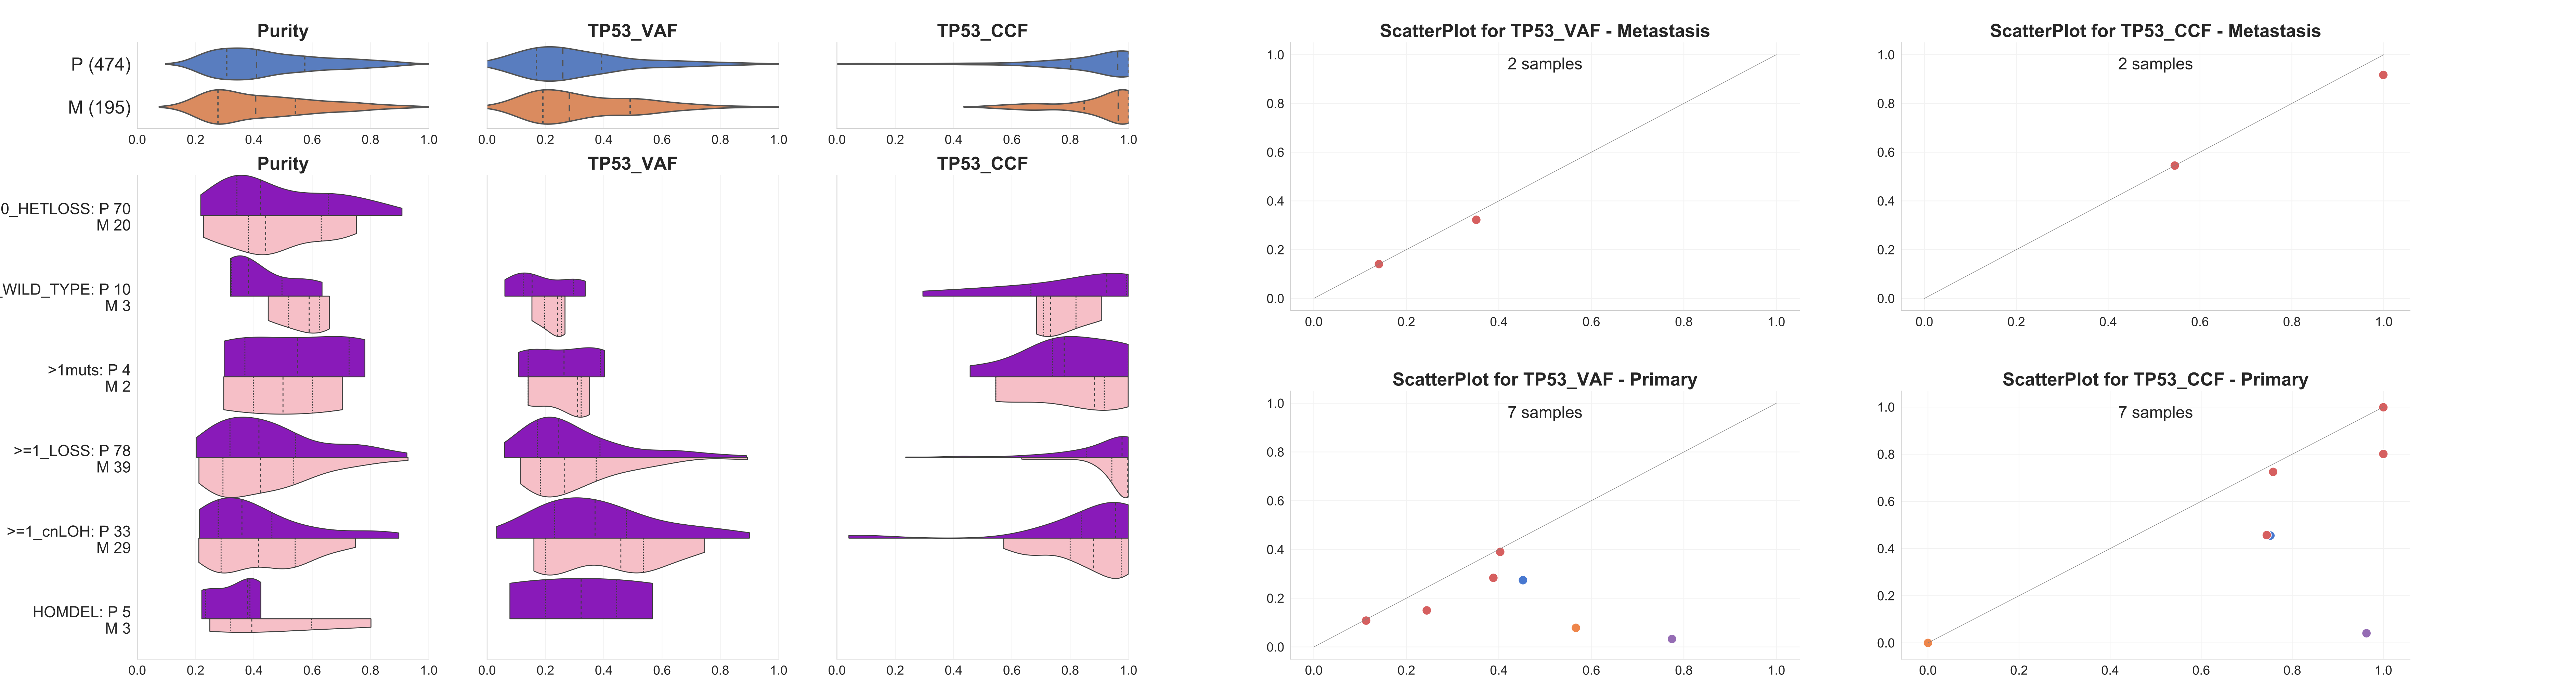 Purity
TP53_VAF
TP53_CCF
P (474)
M (195)
0.0 0.2 0.4 0.6 0.8 1.0
0.0 0.2 0.4 0.6 0.8 1.0
0.0 0.2 0.4 0.6 0.8 1.0
Purity
TP53_VAF
TP53_CCF
0_HETLOSS: P 70
M 20
_WILD_TYPE: P 10
M 3
>1muts: P 4
M 2
>=1_LOSS: P 78
M 39
>=1_cnLOH: P 33
M 29
HOMDEL: P 5
M 3
0.0 0.2 0.4 0.6 0.8 1.0
0.0 0.2 0.4 0.6 0.8 1.0
0.0 0.2 0.4 0.6 0.8 1.0
ScatterPlot for TP53_VAF - Metastasis
2 samples
1.0
0.8
0.6
0.4
0.2
0.0
0.0 0.2 0.4 0.6 0.8 1.0
ScatterPlot for TP53_CCF - Metastasis
2 samples
1.0
0.8
0.6
0.4
0.2
0.0
0.0 0.2 0.4 0.6 0.8 1.0
ScatterPlot for TP53_VAF - Primary
7 samples
1.0
0.8
0.6
0.4
0.2
0.0
0.0 0.2 0.4 0.6 0.8 1.0
ScatterPlot for TP53_CCF - Primary
7 samples
1.0
0.8
0.6
0.4
0.2
0.0
0.0 0.2 0.4 0.6 0.8 1.0